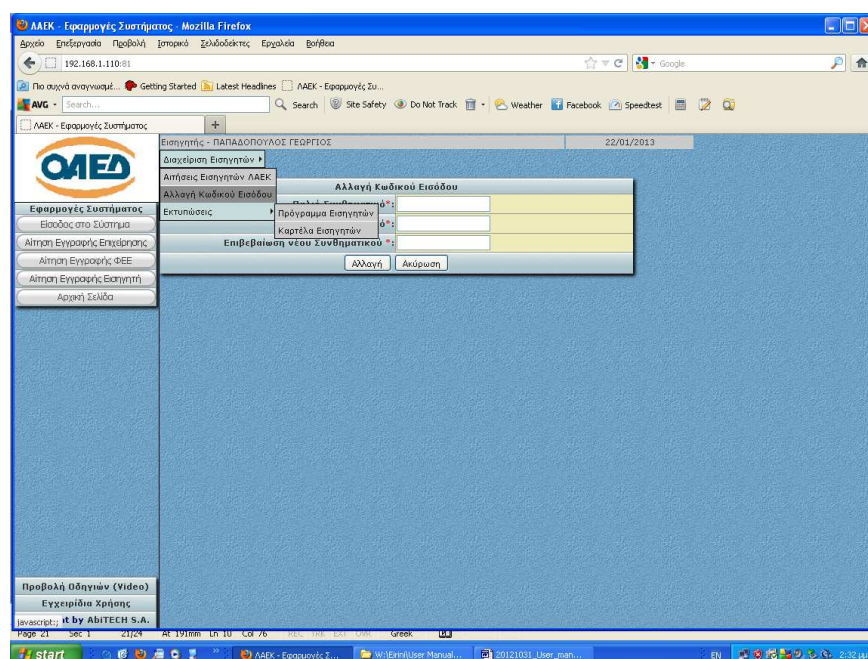 ΛΑΕΚ - Εφαρμογές Συστήματος - Mozilla Firefox
Αρχείο Επεξεργασία Προβολή Ιστορικό Σελιδοδείκτες Εργαλεία Βοήθεια
192.168.1.110:81
Google
Πιο συχνά αναγνωσμέ... Getting Started Latest Headlines ΛΑΕΚ - Εφαρμογές Συ...
AVG Search... Search Site Safety Do Not Track Weather Facebook Speedtest
ΛΑΕΚ - Εφαρμογές Συστήματος +
Εισηγητής - ΠΑΠΑΔΟΠΟΥΛΟΣ ΓΕΩΡΓΙΟΣ 22/01/2013
ΟΑΕΔ
Διαχείριση Εισηγητών
Αιτήσεις Εισηγητών ΛΑΕΚ
Αλλαγή Κωδικού Εισόδου
Εκτυπώσεις
Πρόγραμμα Εισηγητών
Καρτέλα Εισηγητών
Αλλαγή Κωδικού Εισόδου
Επιβεβαίωση νέου Συνθηματικού *:
Αλλαγή Ακύρωση
Εφαρμογές Συστήματος
Είσοδος στο Σύστημα
Αίτηση Εγγραφής Επιχείρησης
Αίτηση Εγγραφής ΦΕΕ
Αίτηση Εγγραφής Εισηγητή
Αρχική Σελίδα
Προβολή Οδηγιών (Video)
Εγχειρίδια Χρήσης
javascript:; t by AbiTECH S.A.
Page 21 Sec 1 21/24 At 191mm Ln 10 Col 76 REC TRK EXT OVR Greek
start ΛΑΕΚ - Εφαρμογές Σ... W:\Eirini\User Manual... 20121031_User_man... EN 2:32 μμ